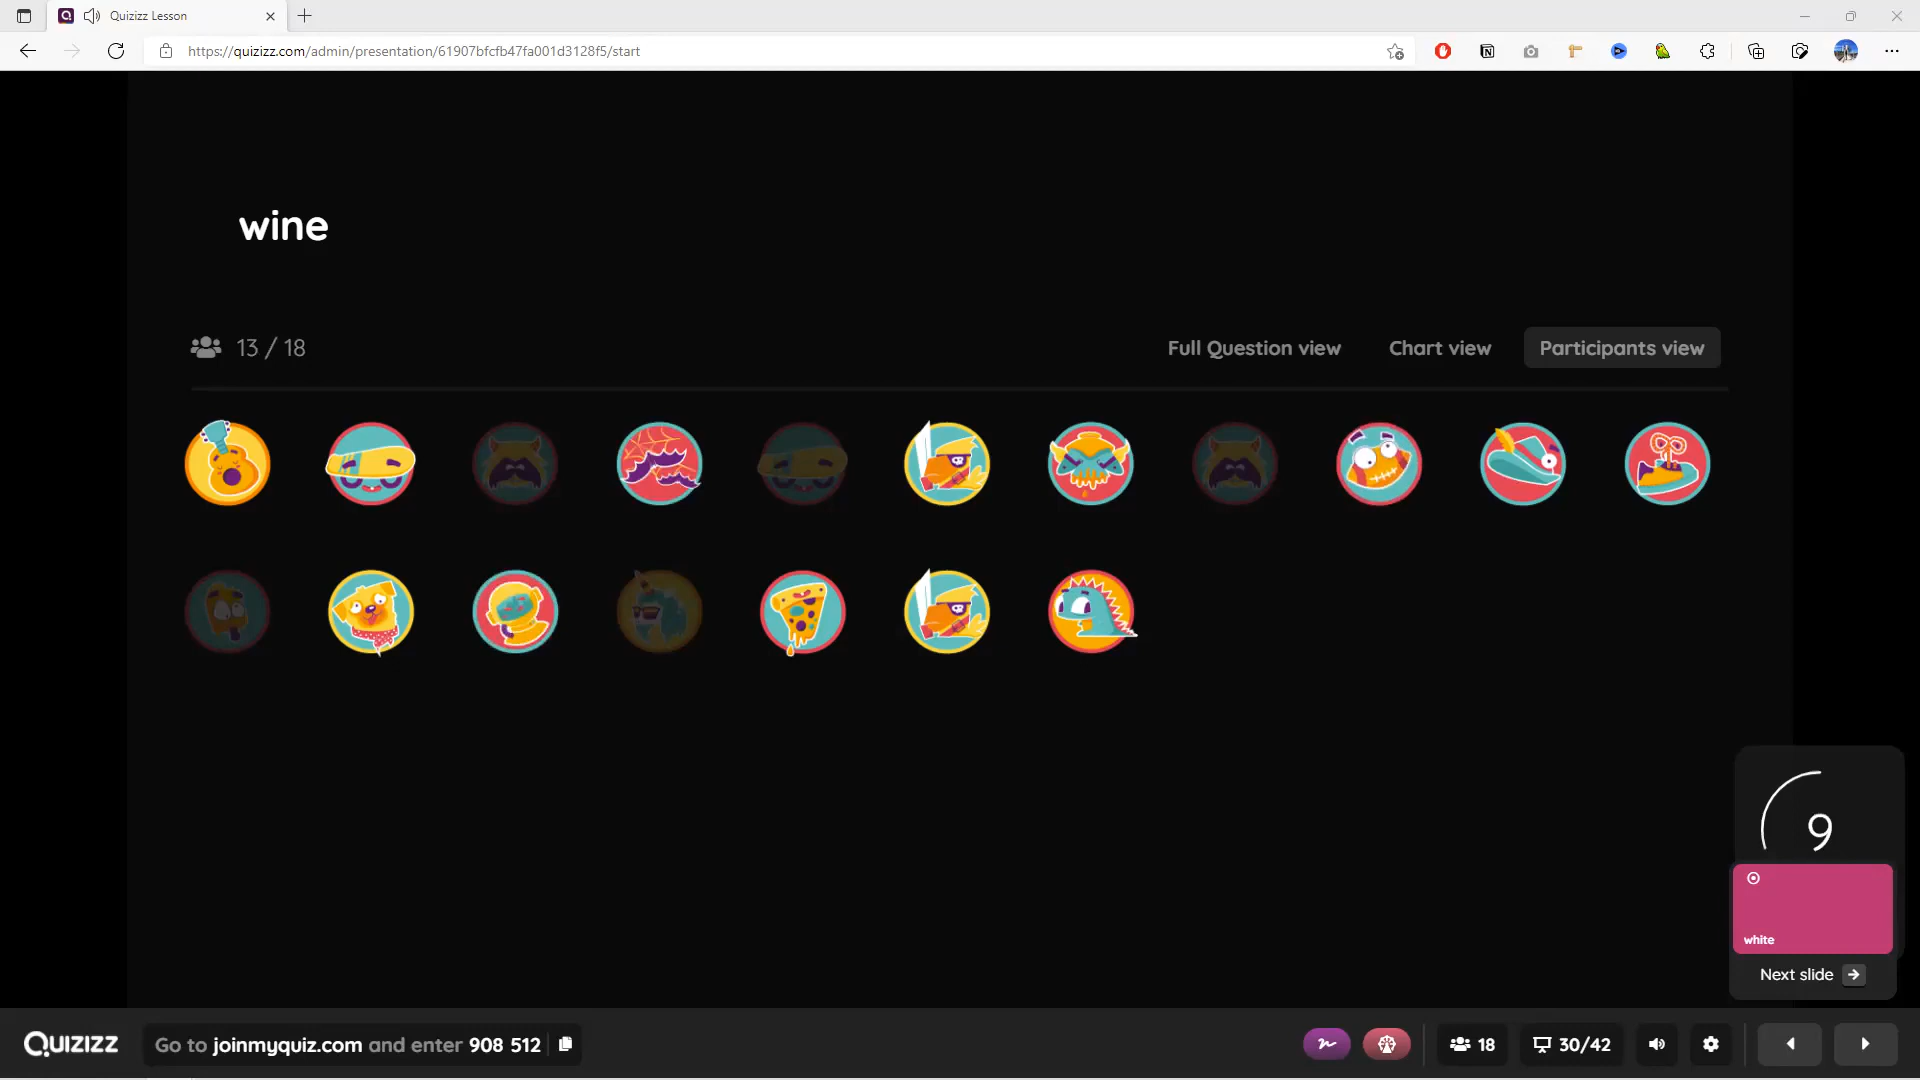 Quizizz Lesson
https://quizizz.com/admin/presentation/61907bfcfb47fa001d3128f5/start
wine
13 / 18
Full Question view
Chart view
Participants view
9
white
Next slide
QUIZIZZ
Go to joinmyquiz.com and enter 908 512
18
30/42